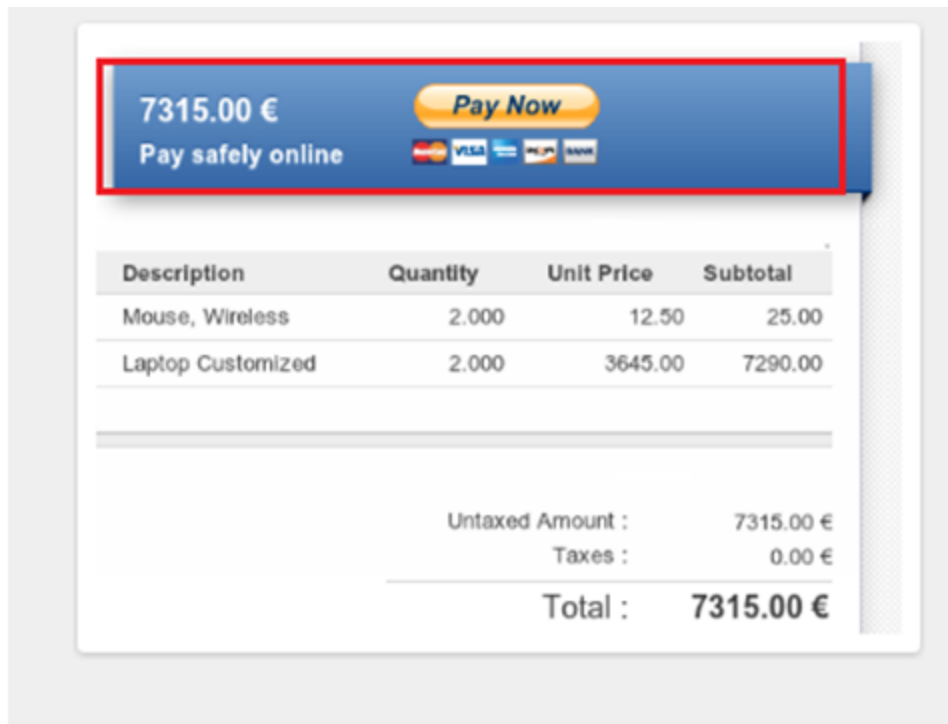 7315.00 €
Pay Now
Pay safely online
VISA
Description Quantity Unit Price Subtotal
Mouse, Wireless 2.000 12.50 25.00
Laptop Customized 2.000 3645.00 7290.00
Untaxed Amount : 7315.00 €
Taxes : 0.00 €
Total : 7315.00 €